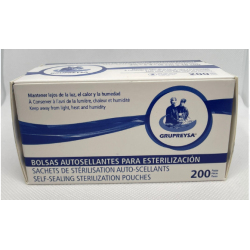 Mantener lejos de la luz, el calor y la humedad
À Conserver à l'abri de la lumière, chaleur et humidité
Keep away from light, heat and humidity
GRUPREYSA®
BOLSAS AUTOSELLANTES PARA ESTERILIZACIÓN
SACHETS DE STÉRILISATION AUTO-SCELLANTS
SELF-SEALING STERILIZATION POUCHES
200